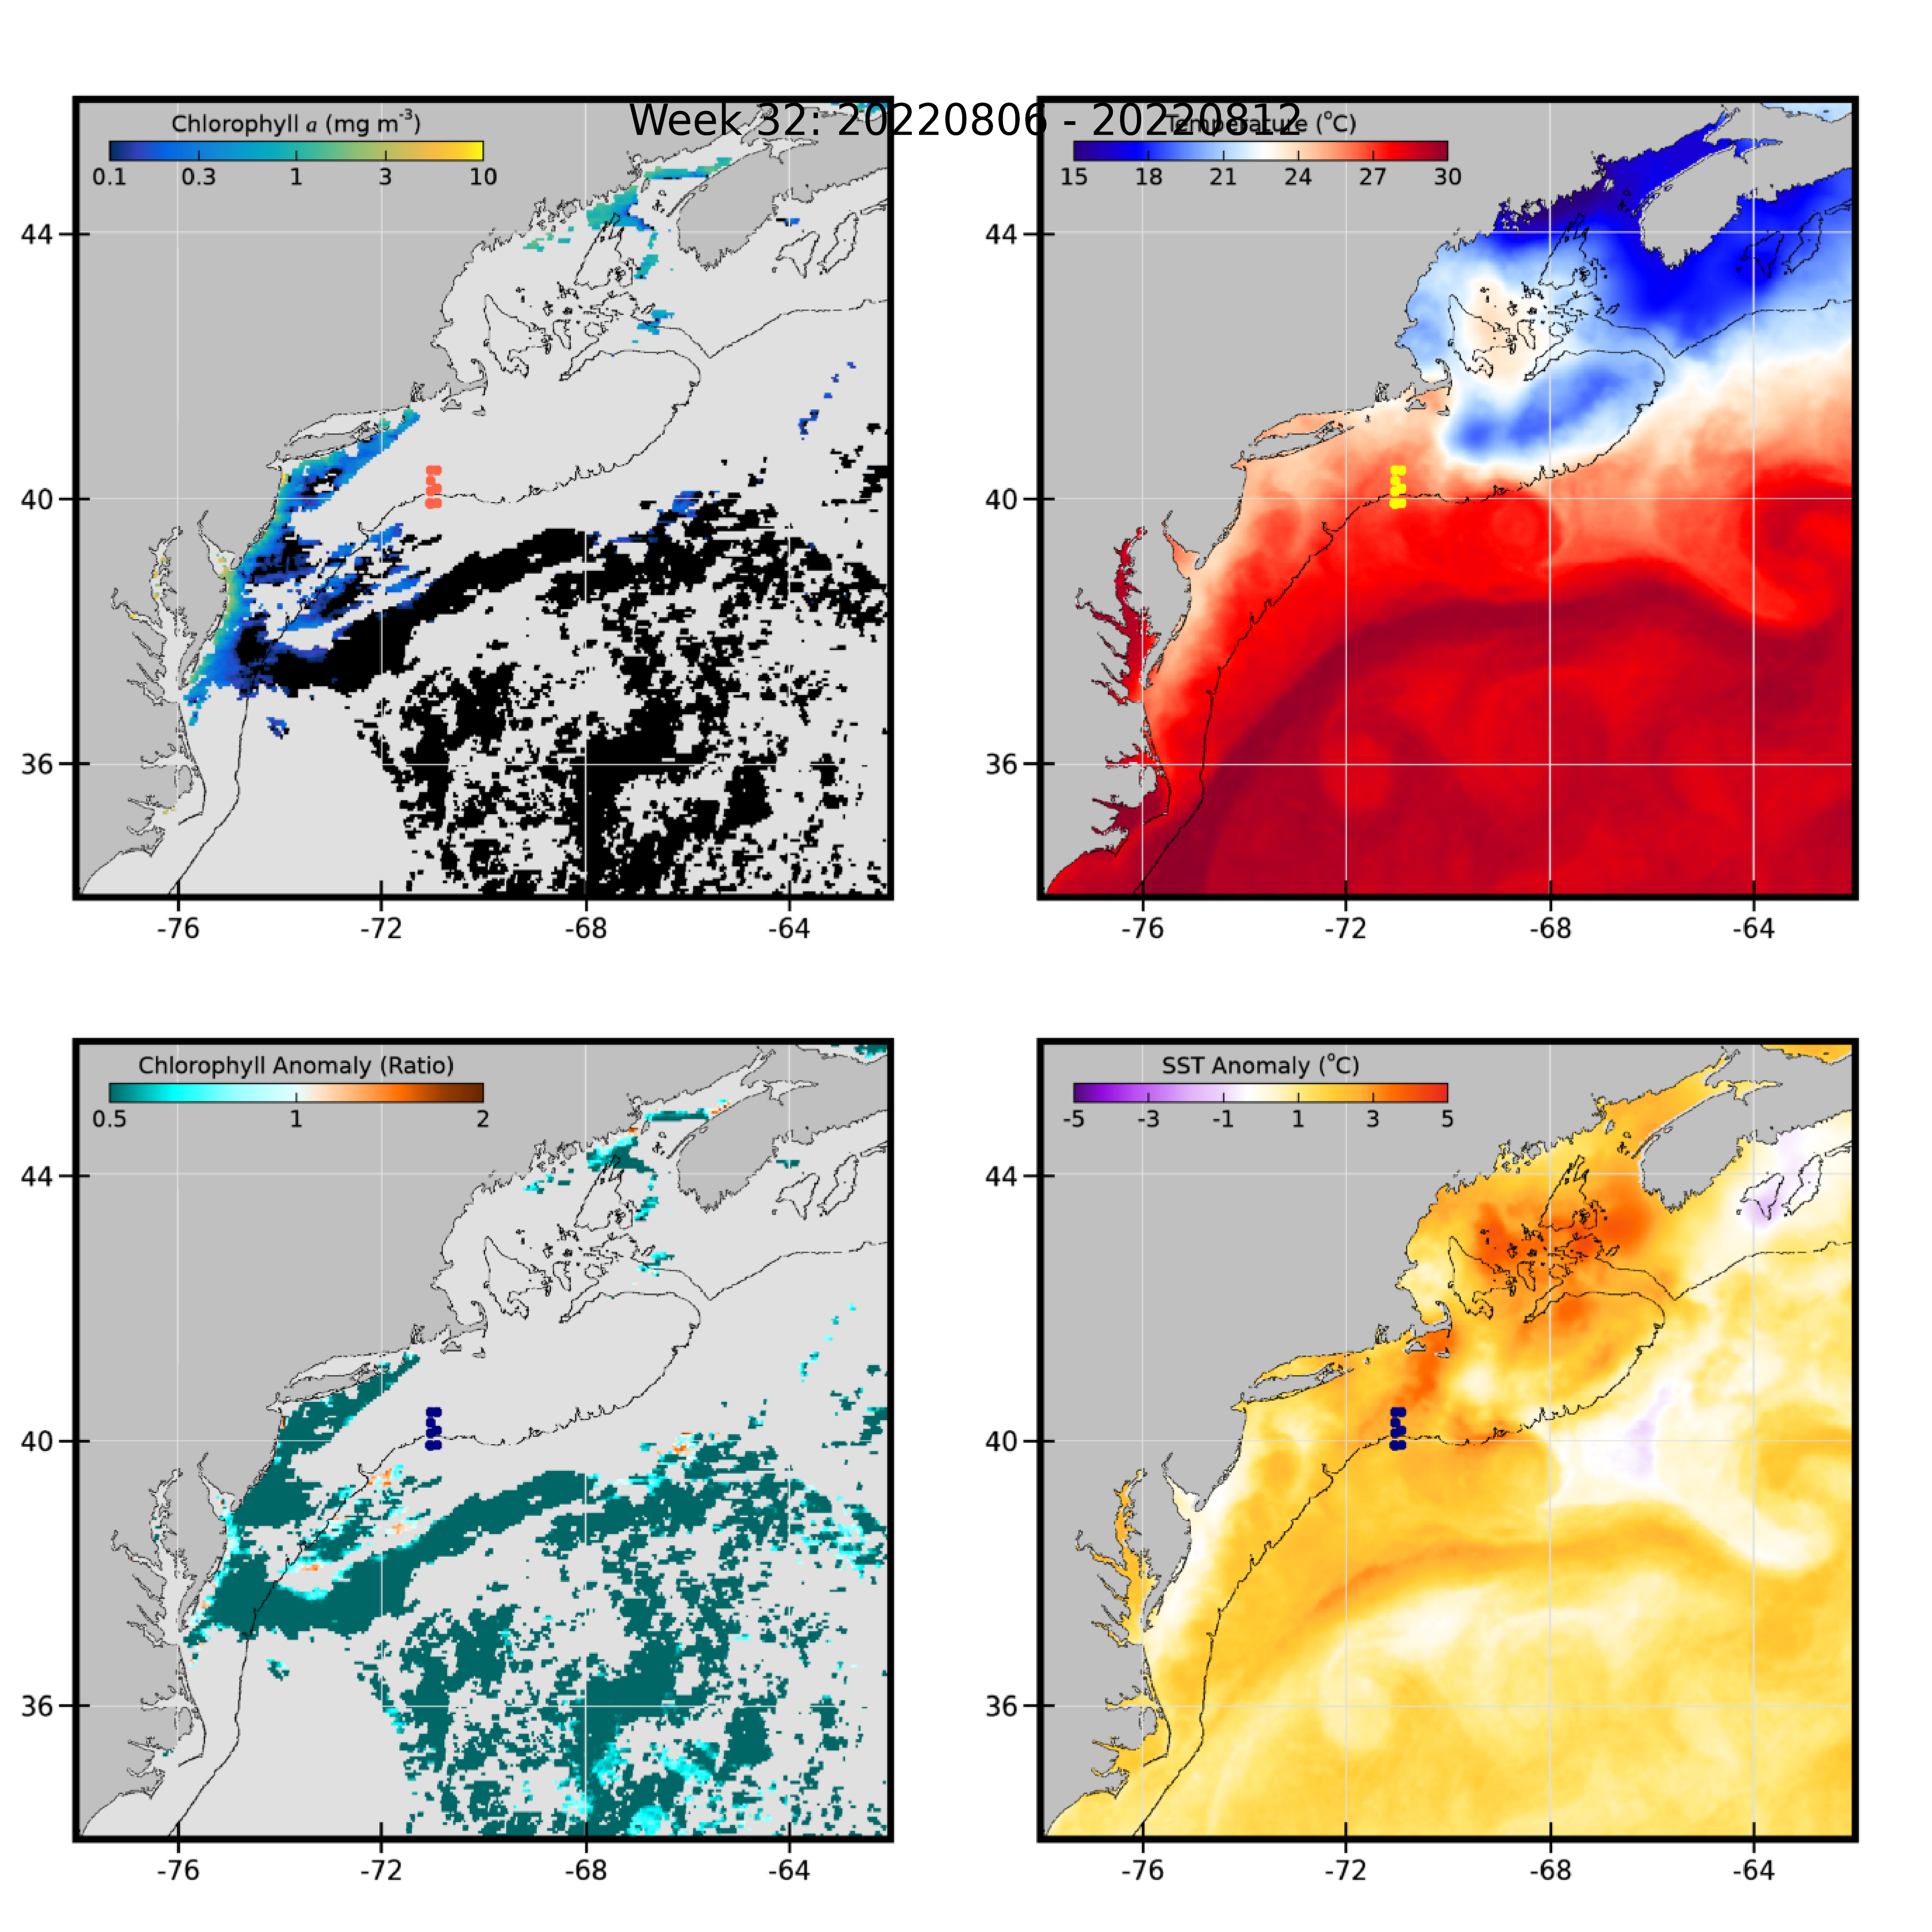 Week 32: 20220806 - 20220812
Chlorophyll a (mg m-3)
0.1 0.3 1 3 10
44
40
36
-76 -72 -68 -64
Temperature (oC)
15 18 21 24 27 30
44
40
36
-76 -72 -68 -64
Chlorophyll Anomaly (Ratio)
0.5 1 2
44
40
36
-76 -72 -68 -64
SST Anomaly (oC)
-5 -3 -1 1 3 5
44
40
36
-76 -72 -68 -64